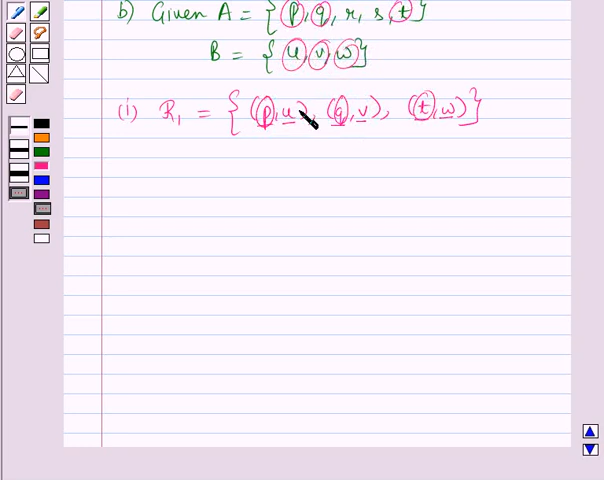 b) Given A = {p, q, r, s, t}
B = {u, v, w}
(i) R₁ = {(p, u), (q, v), (t, w)}